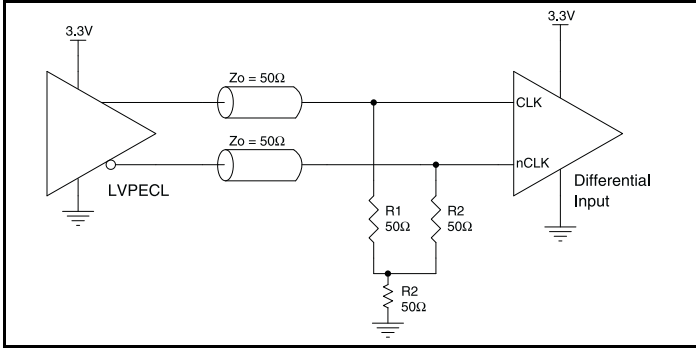 3.3V
3.3V
Zo = 50Ω
CLK
Zo = 50Ω
nCLK
LVPECL
Differential
Input
R1
50Ω
R2
50Ω
R2
50Ω